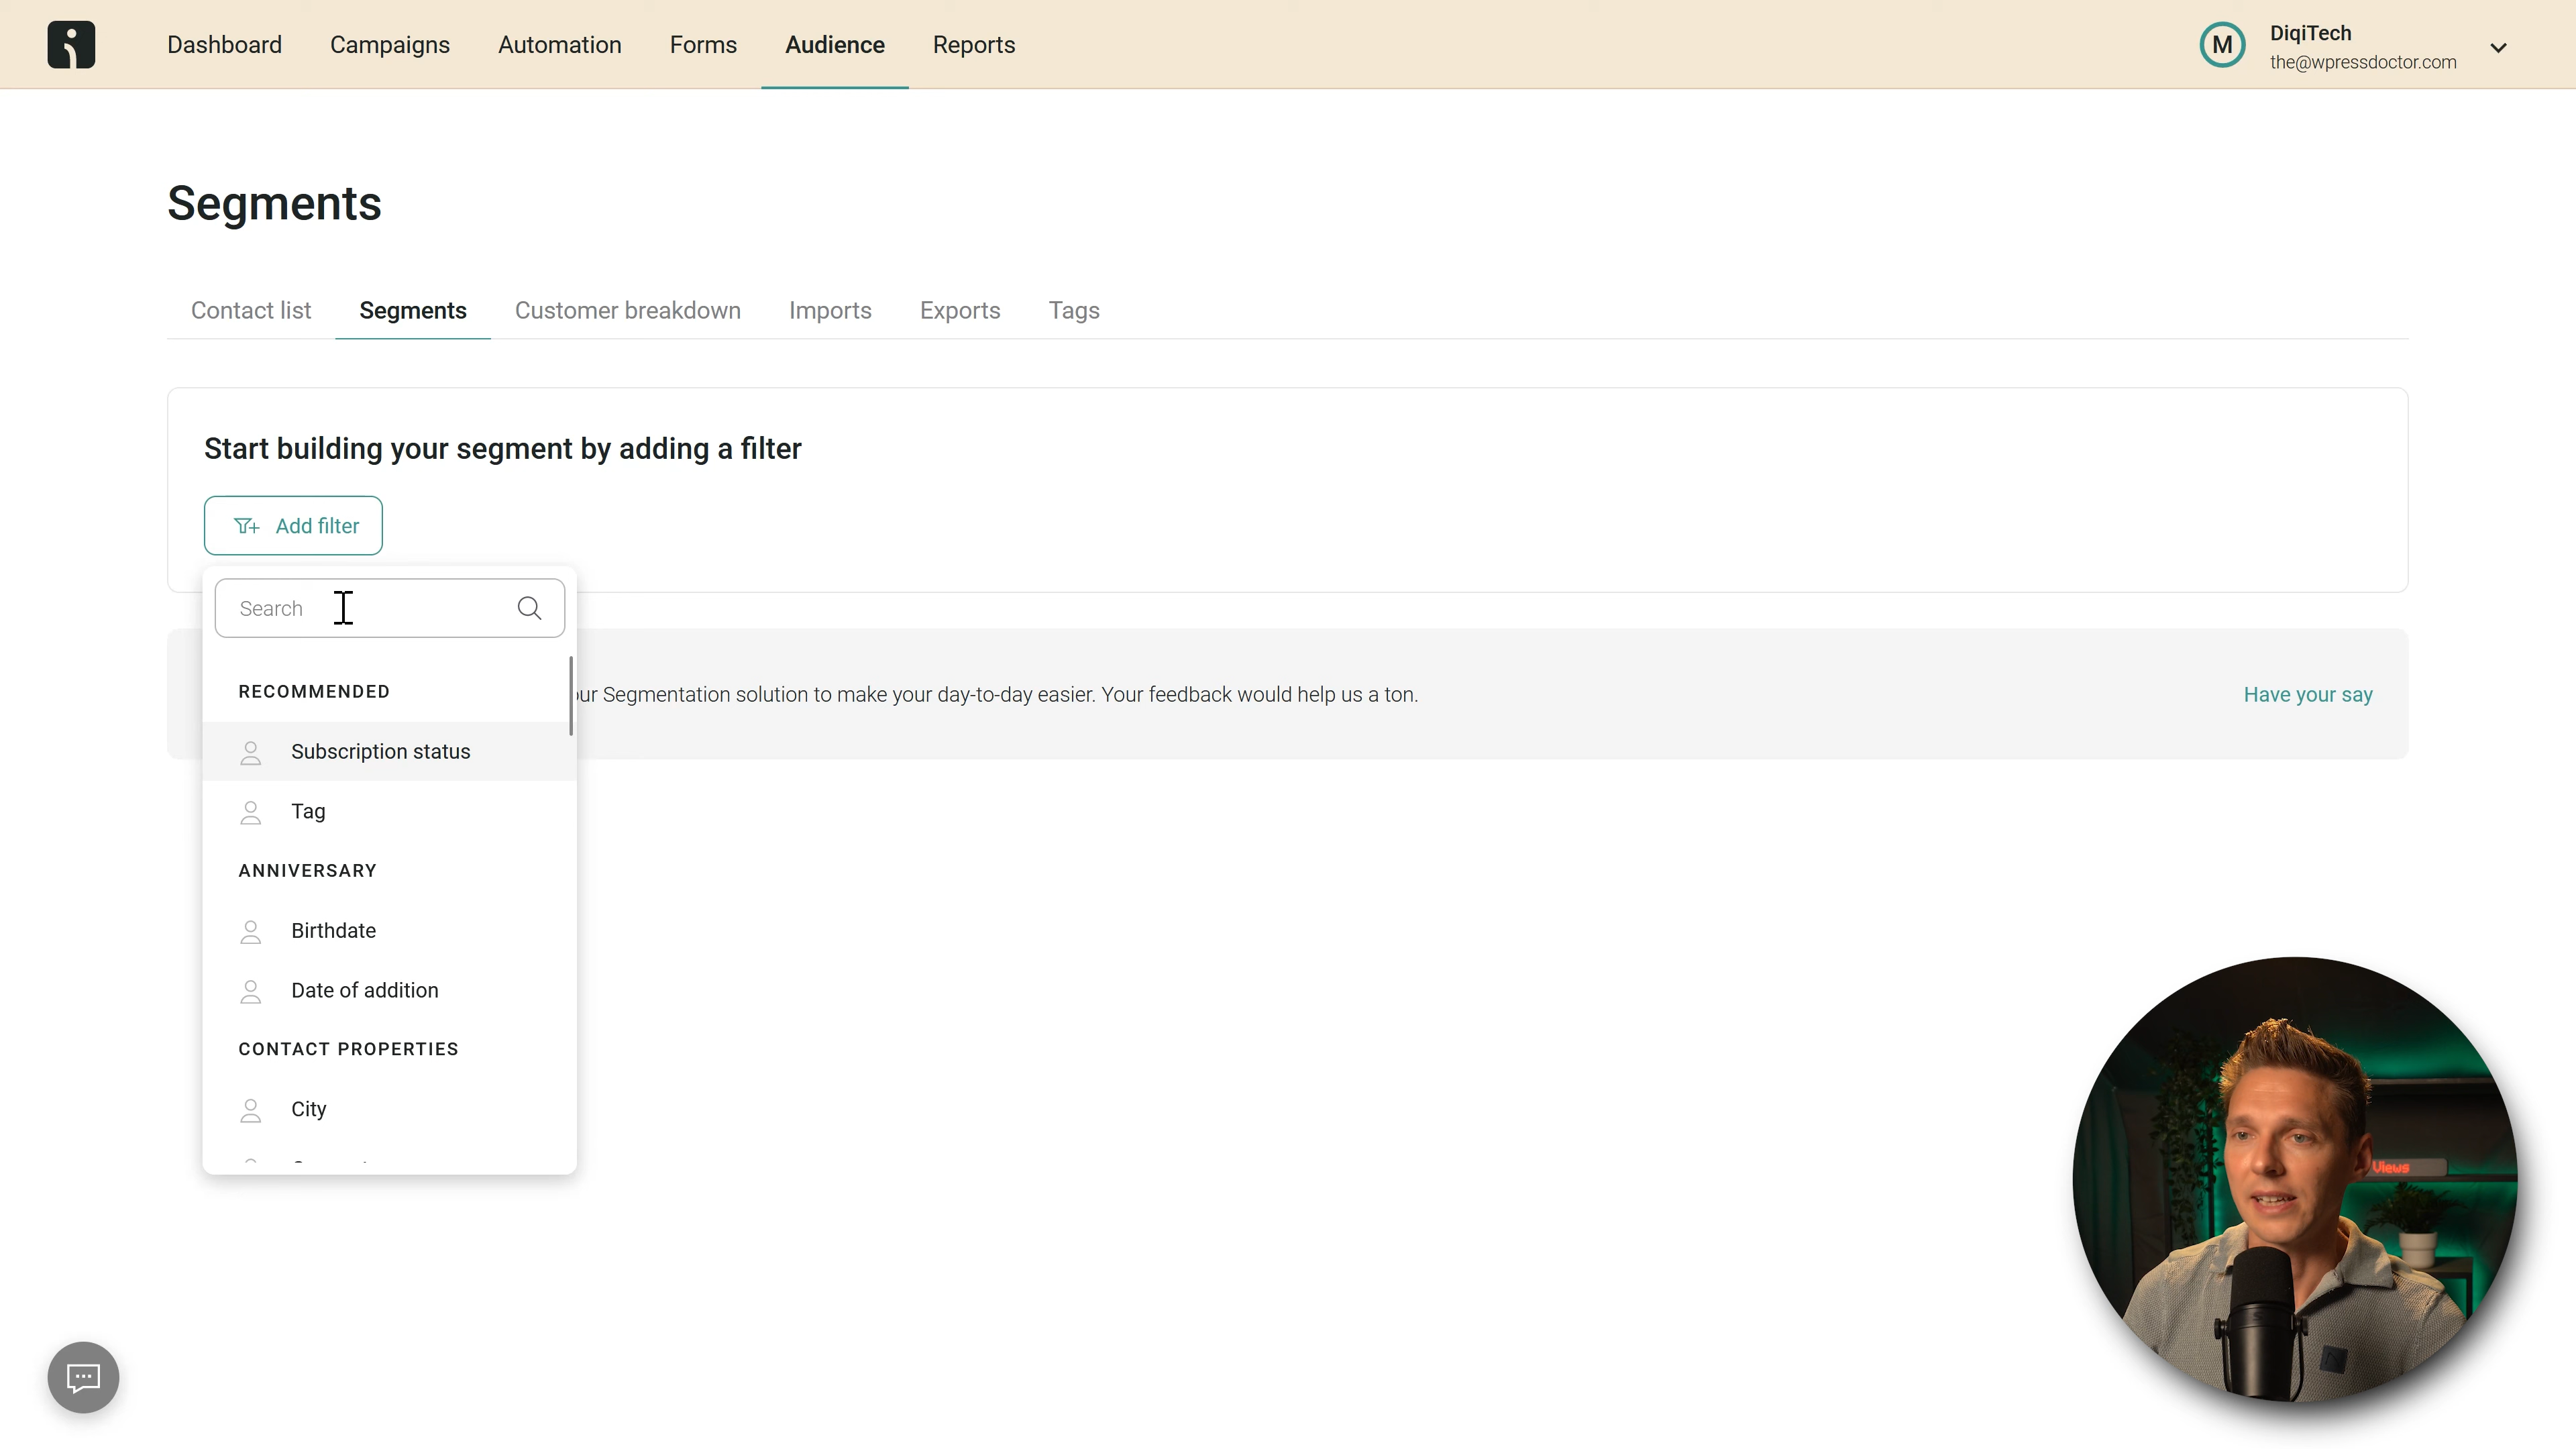 Dashboard Campaigns Automation Forms Audience Reports
M
DiqiTech
the@wpressdoctor.com
Segments
Contact list Segments Customer breakdown Imports Exports Tags
Start building your segment by adding a filter
Add filter
Search
RECOMMENDED
Subscription status
Tag
ANNIVERSARY
Birthdate
Date of addition
CONTACT PROPERTIES
City
ur Segmentation solution to make your day-to-day easier. Your feedback would help us a ton.
Have your say
Views